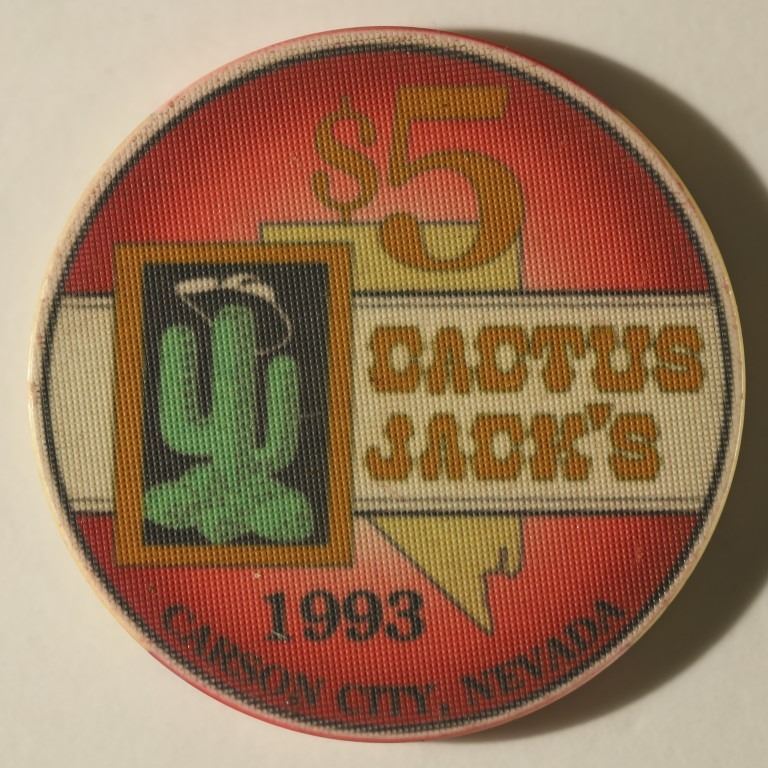 $5
CACTUS
JACK'S
1993
CARSON CITY, NEVADA